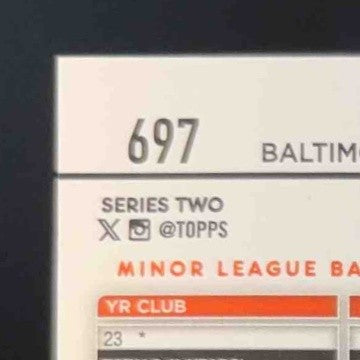 697 BALTIM
SERIES TWO
X @TOPPS
MINOR LEAGUE BA
YR CLUB
23 *